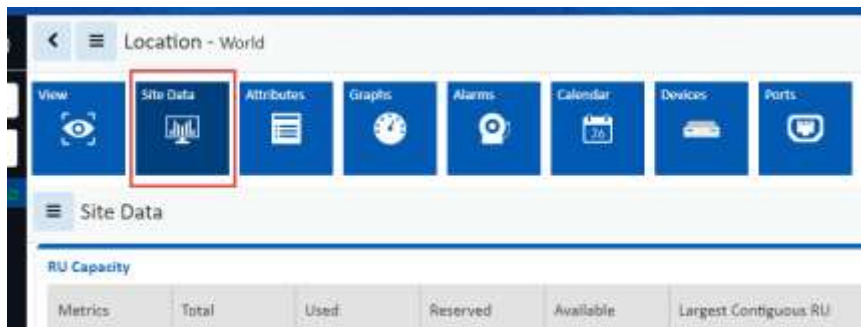 Location - World
View Site Data Attributes Graphs Alarms Calendar Devices Ports
26
Site Data
RU Capacity
Metrics Total Used Reserved Available Largest Contiguous RU